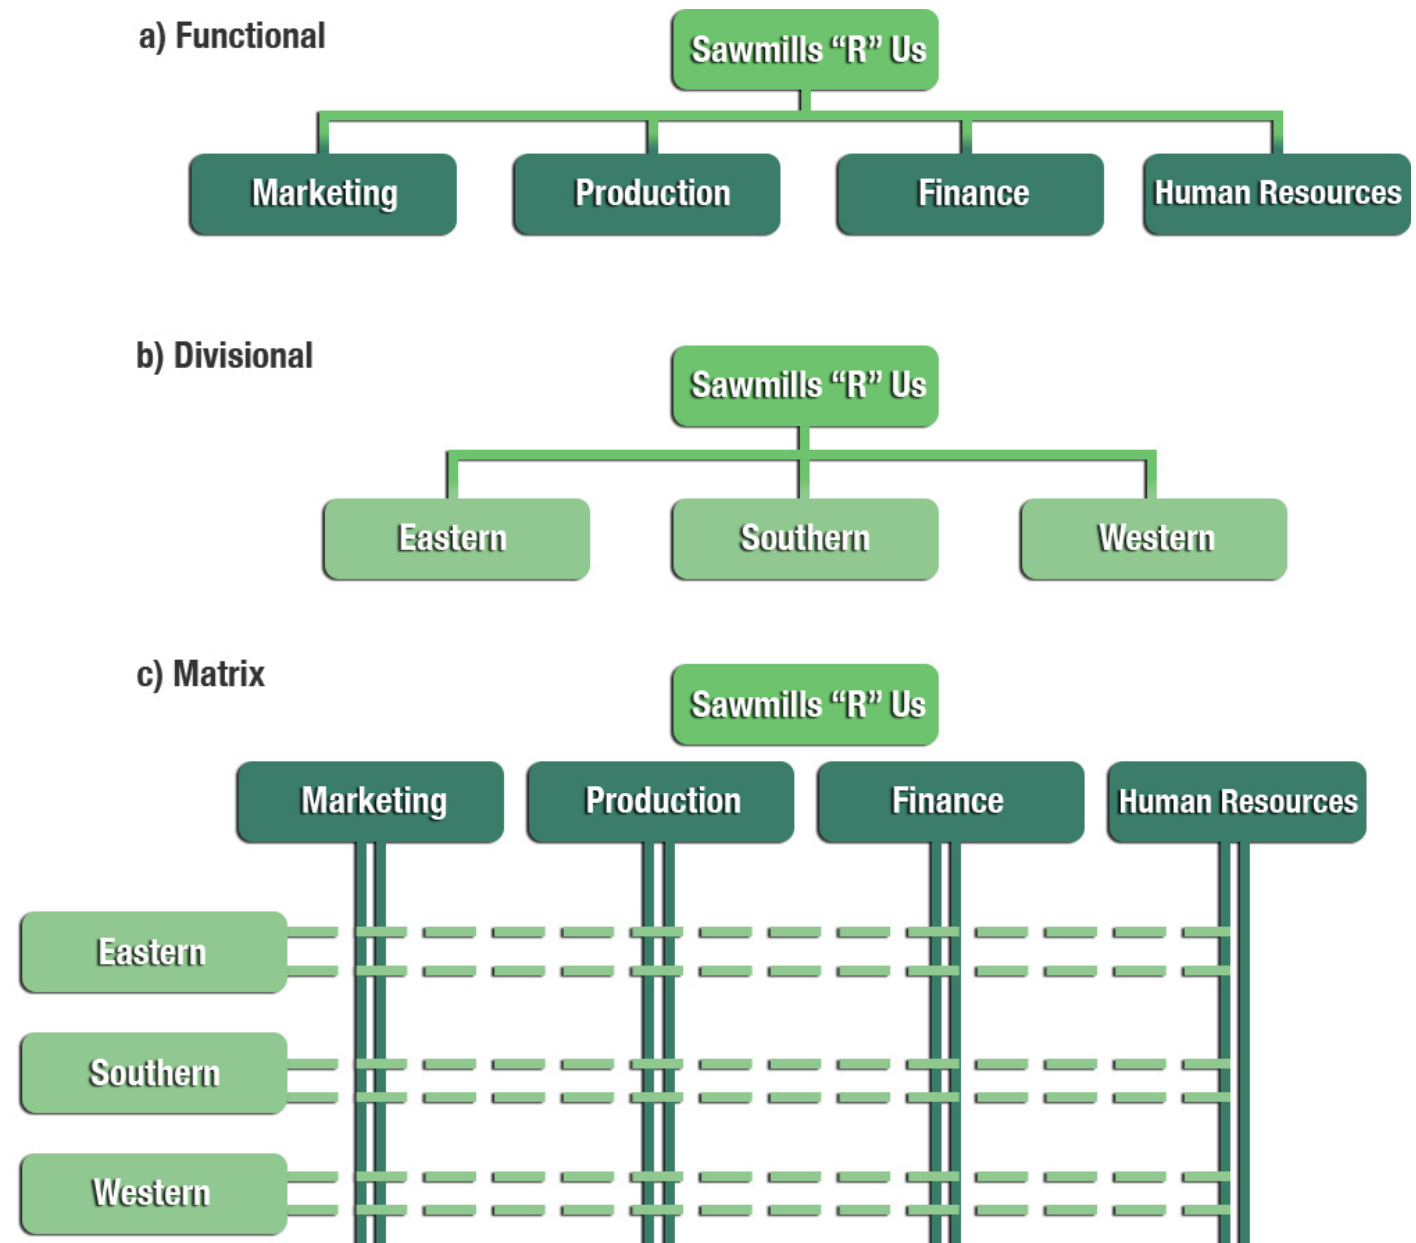 a) Functional
Sawmills “R” Us
Marketing
Production
Finance
Human Resources
b) Divisional
Sawmills “R” Us
Eastern
Southern
Western
c) Matrix
Sawmills “R” Us
Marketing
Production
Finance
Human Resources
Eastern
Southern
Western